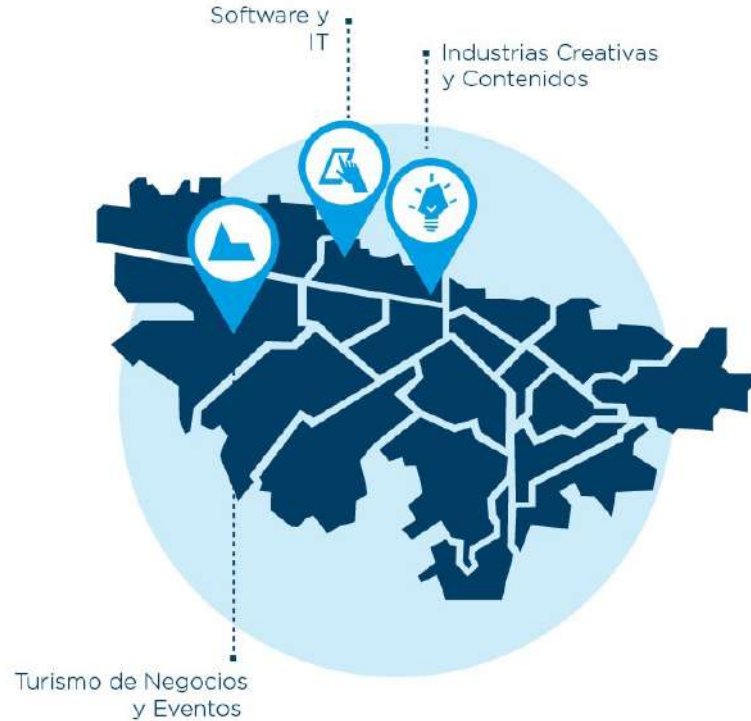 Software y
IT
Industrias Creativas
y Contenidos
Turismo de Negocios
y Eventos